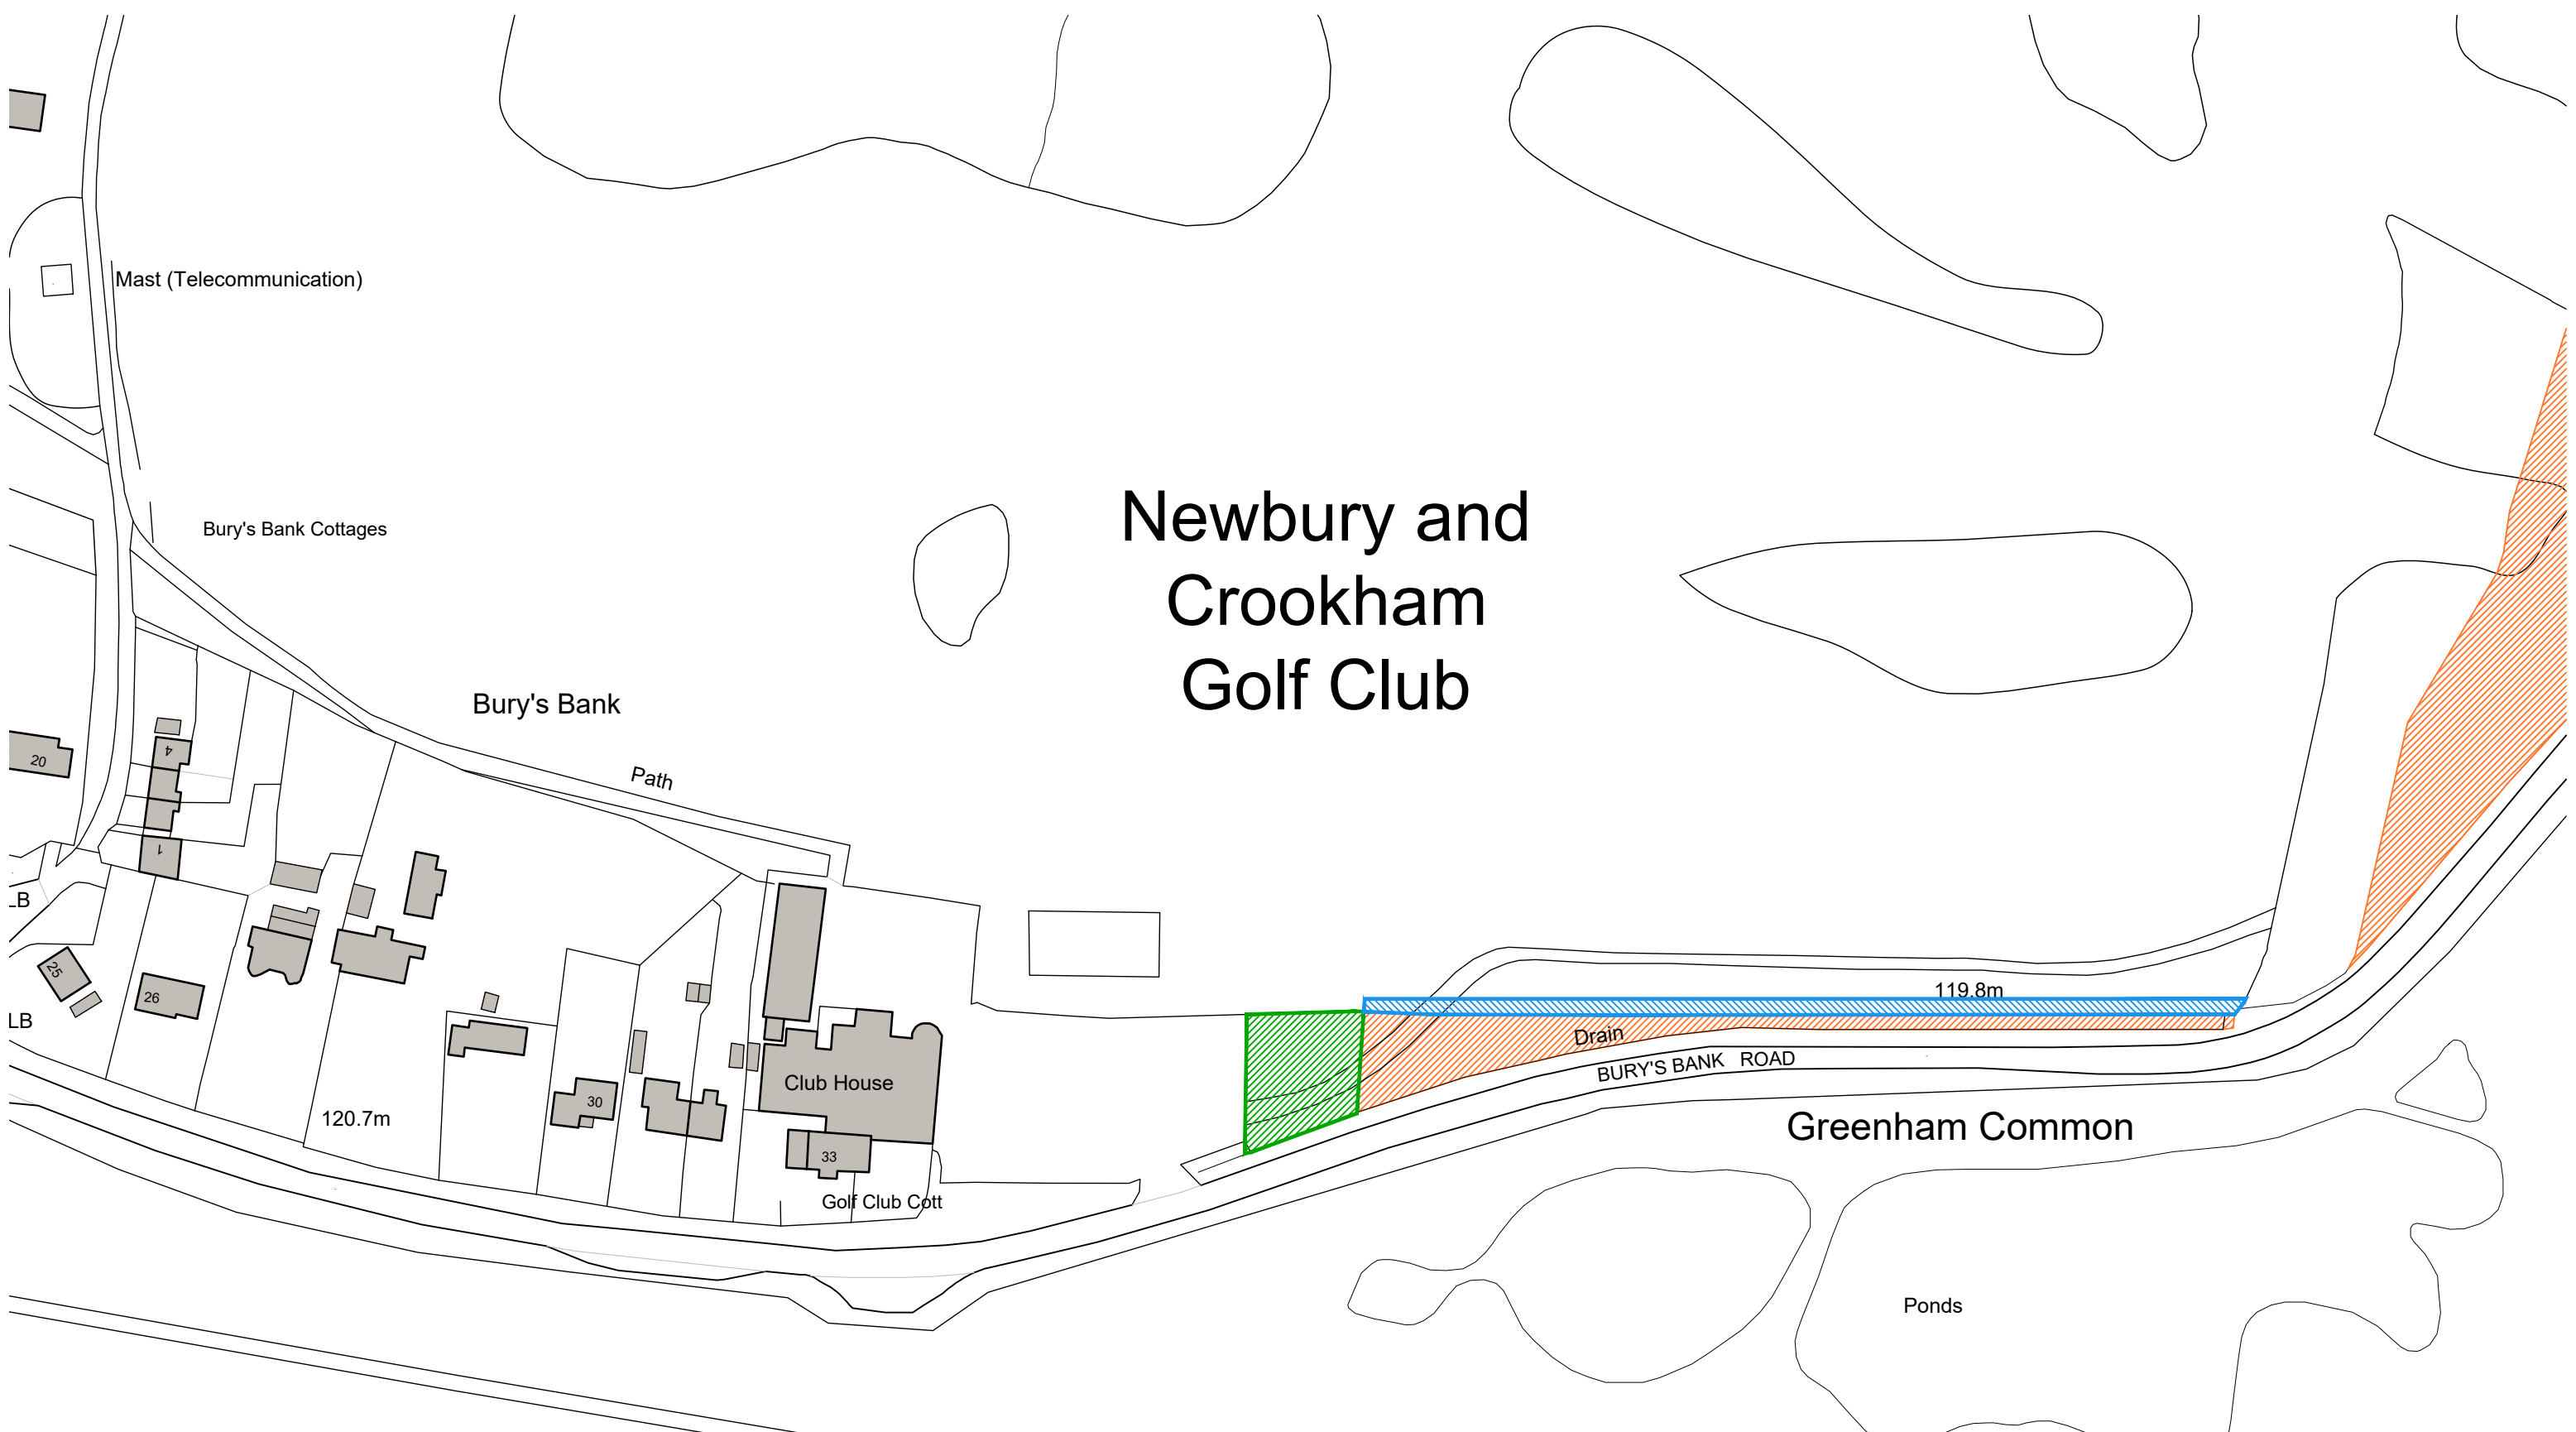 Mast (Telecommunication)
Bury's Bank Cottages
Newbury and
Crookham
Golf Club
Bury's Bank
Path
20
4
1
LB
25
26
LB
119.8m
Drain
BURY'S BANK ROAD
Club House
30
120.7m
Greenham Common
33
Golf Club Cott
Ponds